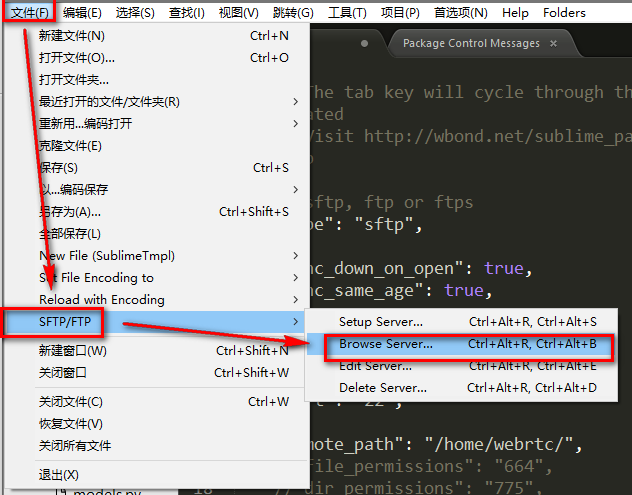 文件(F) 编辑(E) 选择(S) 查找(I) 视图(V) 跳转(G) 工具(T) 项目(P) 首选项(N) Help Folders
Package Control Messages ×
新建文件(N) Ctrl+N
打开文件(O)... Ctrl+O
打开文件夹...
最近打开的文件/文件夹(R)
重新用...编码打开
克隆文件(E)
保存(S) Ctrl+S
以...编码保存
另存为(A)... Ctrl+Shift+S
全部保存(L)
New File (SublimeTmpl)
Set File Encoding to
Reload with Encoding
SFTP/FTP
新建窗口(W) Ctrl+Shift+N
关闭窗口 Ctrl+Shift+W
关闭文件(C) Ctrl+W
恢复文件(V)
关闭所有文件
退出(X)
Setup Server... Ctrl+Alt+R, Ctrl+Alt+S
Browse Server... Ctrl+Alt+R, Ctrl+Alt+B
Edit Server... Ctrl+Alt+R, Ctrl+Alt+E
Delete Server... Ctrl+Alt+R, Ctrl+Alt+D
The tab key will cycle through th
ated
isit http://wbond.net/sublime_pa
sftp, ftp or ftps
pe": "sftp",
nc_down_on_open": true,
nc_same_age": true,
"22",
mote_path": "/home/webrtc/",
file_permissions": "664",
18 // dir_permissions": "775",
models.py